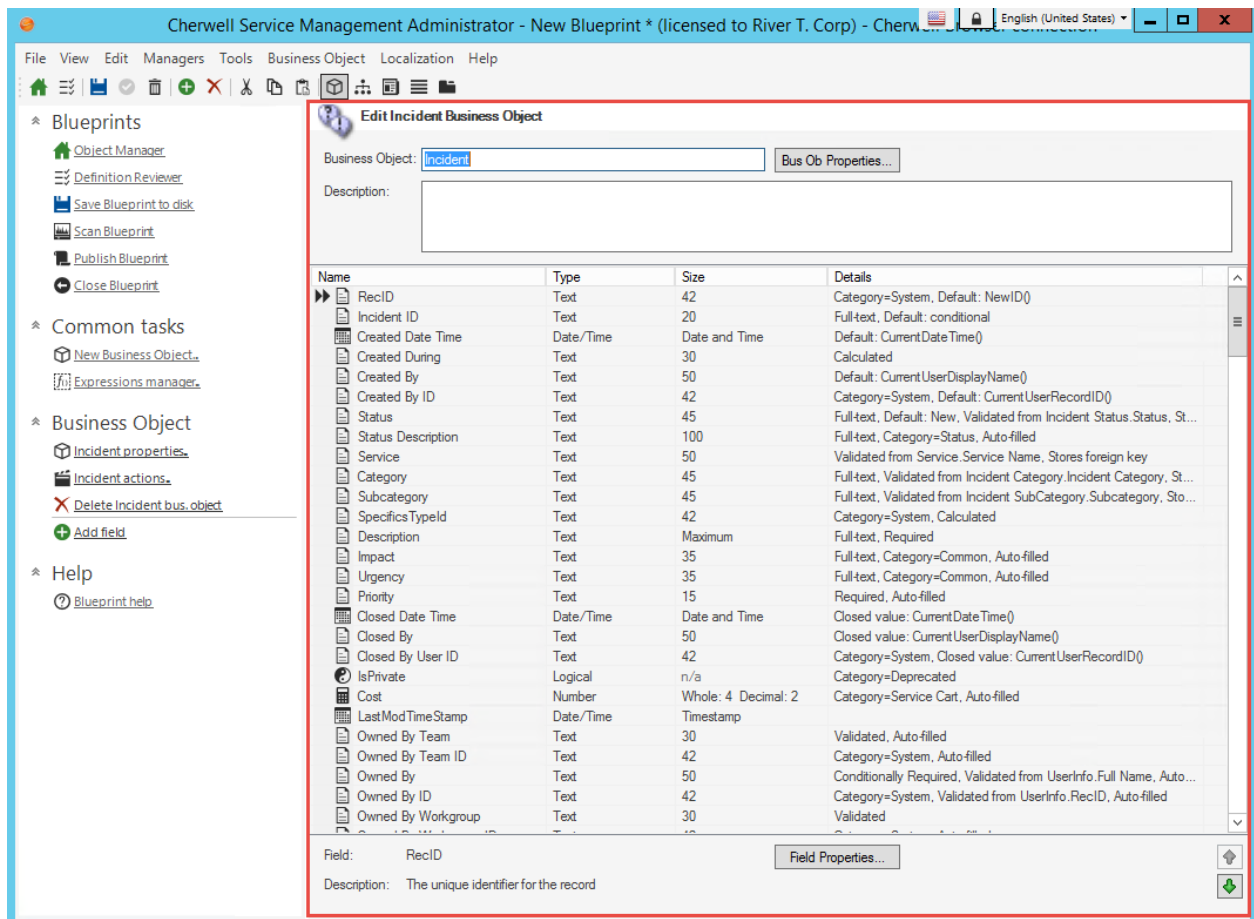 Cherwell Service Management Administrator - New Blueprint * (licensed to River T. Corp) - Cherwell Browser connection
English (United States)
File View Edit Managers Tools Business Object Localization Help
Blueprints
Object Manager
Definition Reviewer
Save Blueprint to disk
Scan Blueprint
Publish Blueprint
Close Blueprint
Common tasks
New Business Object...
Expressions manager...
Business Object
Incident properties...
Incident actions...
Delete Incident bus. object
Add field
Help
Blueprint help
Edit Incident Business Object
Business Object: Incident Bus Ob Properties...
Description:
Name Type Size Details
RecID Text 42 Category=System, Default: NewID()
Incident ID Text 20 Full-text, Default: conditional
Created Date Time Date/Time Date and Time Default: CurrentDateTime()
Created During Text 30 Calculated
Created By Text 50 Default: CurrentUserDisplayName()
Created By ID Text 42 Category=System, Default: CurrentUserRecordID()
Status Text 45 Full-text, Default: New, Validated from Incident Status.Status, St...
Status Description Text 100 Full-text, Category=Status, Auto-filled
Service Text 50 Validated from Service.Service Name, Stores foreign key
Category Text 45 Full-text, Validated from Incident Category.Incident Category, St...
Subcategory Text 45 Full-text, Validated from Incident SubCategory.Subcategory, Sto...
SpecificsTypeId Text 42 Category=System, Calculated
Description Text Maximum Full-text, Required
Impact Text 35 Full-text, Category=Common, Auto-filled
Urgency Text 35 Full-text, Category=Common, Auto-filled
Priority Text 15 Required, Auto-filled
Closed Date Time Date/Time Date and Time Closed value: CurrentDateTime()
Closed By Text 50 Closed value: CurrentUserDisplayName()
Closed By User ID Text 42 Category=System, Closed value: CurrentUserRecordID()
IsPrivate Logical n/a Category=Deprecated
Cost Number Whole: 4 Decimal: 2 Category=Service Cart, Auto-filled
LastModTimeStamp Date/Time Timestamp
Owned By Team Text 30 Validated, Auto-filled
Owned By Team ID Text 42 Category=System, Auto-filled
Owned By Text 50 Conditionally Required, Validated from UserInfo.Full Name, Auto...
Owned By ID Text 42 Category=System, Validated from UserInfo.RecID, Auto-filled
Owned By Workgroup Text 30 Validated
Field: RecID Field Properties...
Description: The unique identifier for the record